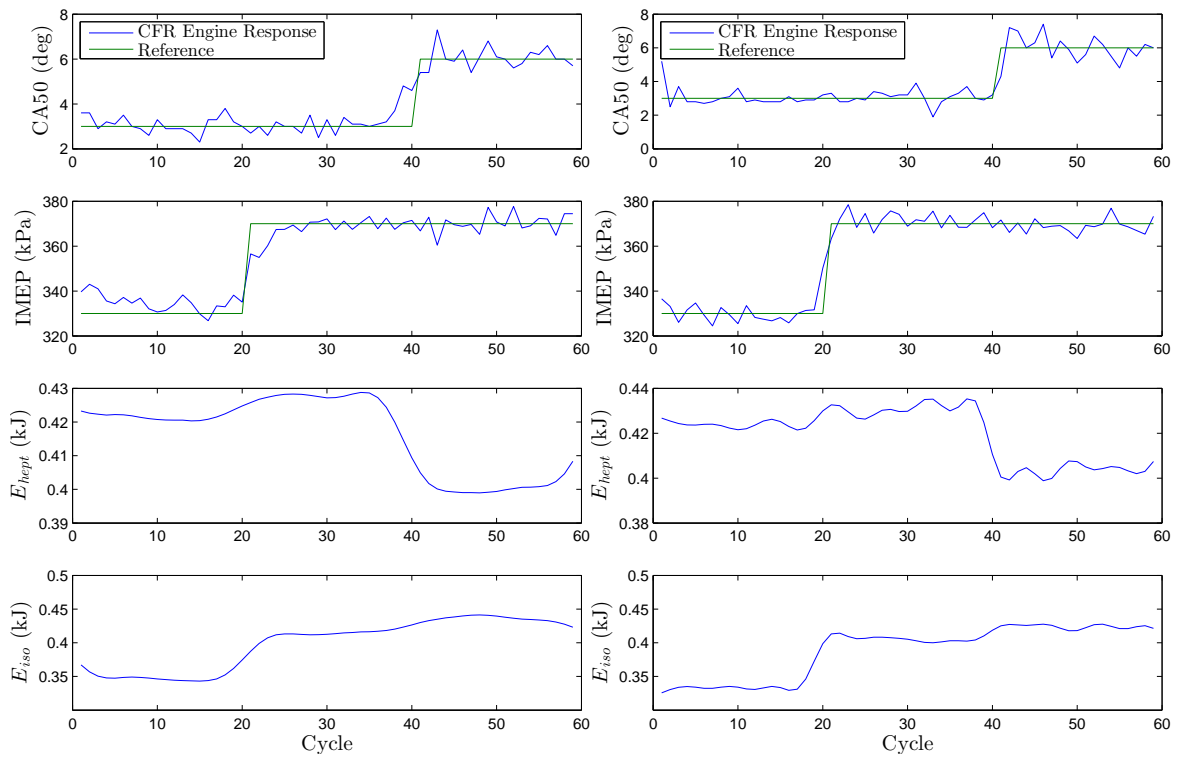 CA50 (deg)
8
6
4
2
CFR Engine Response
Reference
0 10 20 30 40 50 60
IMEP (kPa)
380
360
340
320
0 10 20 30 40 50 60
E_hept (kJ)
0.43
0.42
0.41
0.4
0.39
0 10 20 30 40 50 60
E_iso (kJ)
0.5
0.45
0.4
0.35
0 10 20 30 40 50 60
Cycle
CA50 (deg)
8
6
4
2
0
CFR Engine Response
Reference
0 10 20 30 40 50 60
IMEP (kPa)
380
360
340
320
0 10 20 30 40 50 60
E_hept (kJ)
0.44
0.42
0.4
0.38
0 10 20 30 40 50 60
E_iso (kJ)
0.5
0.45
0.4
0.35
0 10 20 30 40 50 60
Cycle